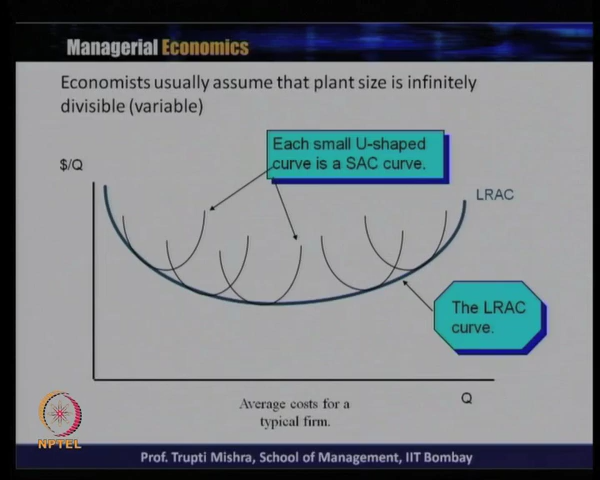 Managerial Economics
Economists usually assume that plant size is infinitely
divisible (variable)
Each small U-shaped
curve is a SAC curve.
$/Q
LRAC
The LRAC
curve.
Q
Average costs for a
typical firm.
NPTEL
Prof. Trupti Mishra, School of Management, IIT Bombay